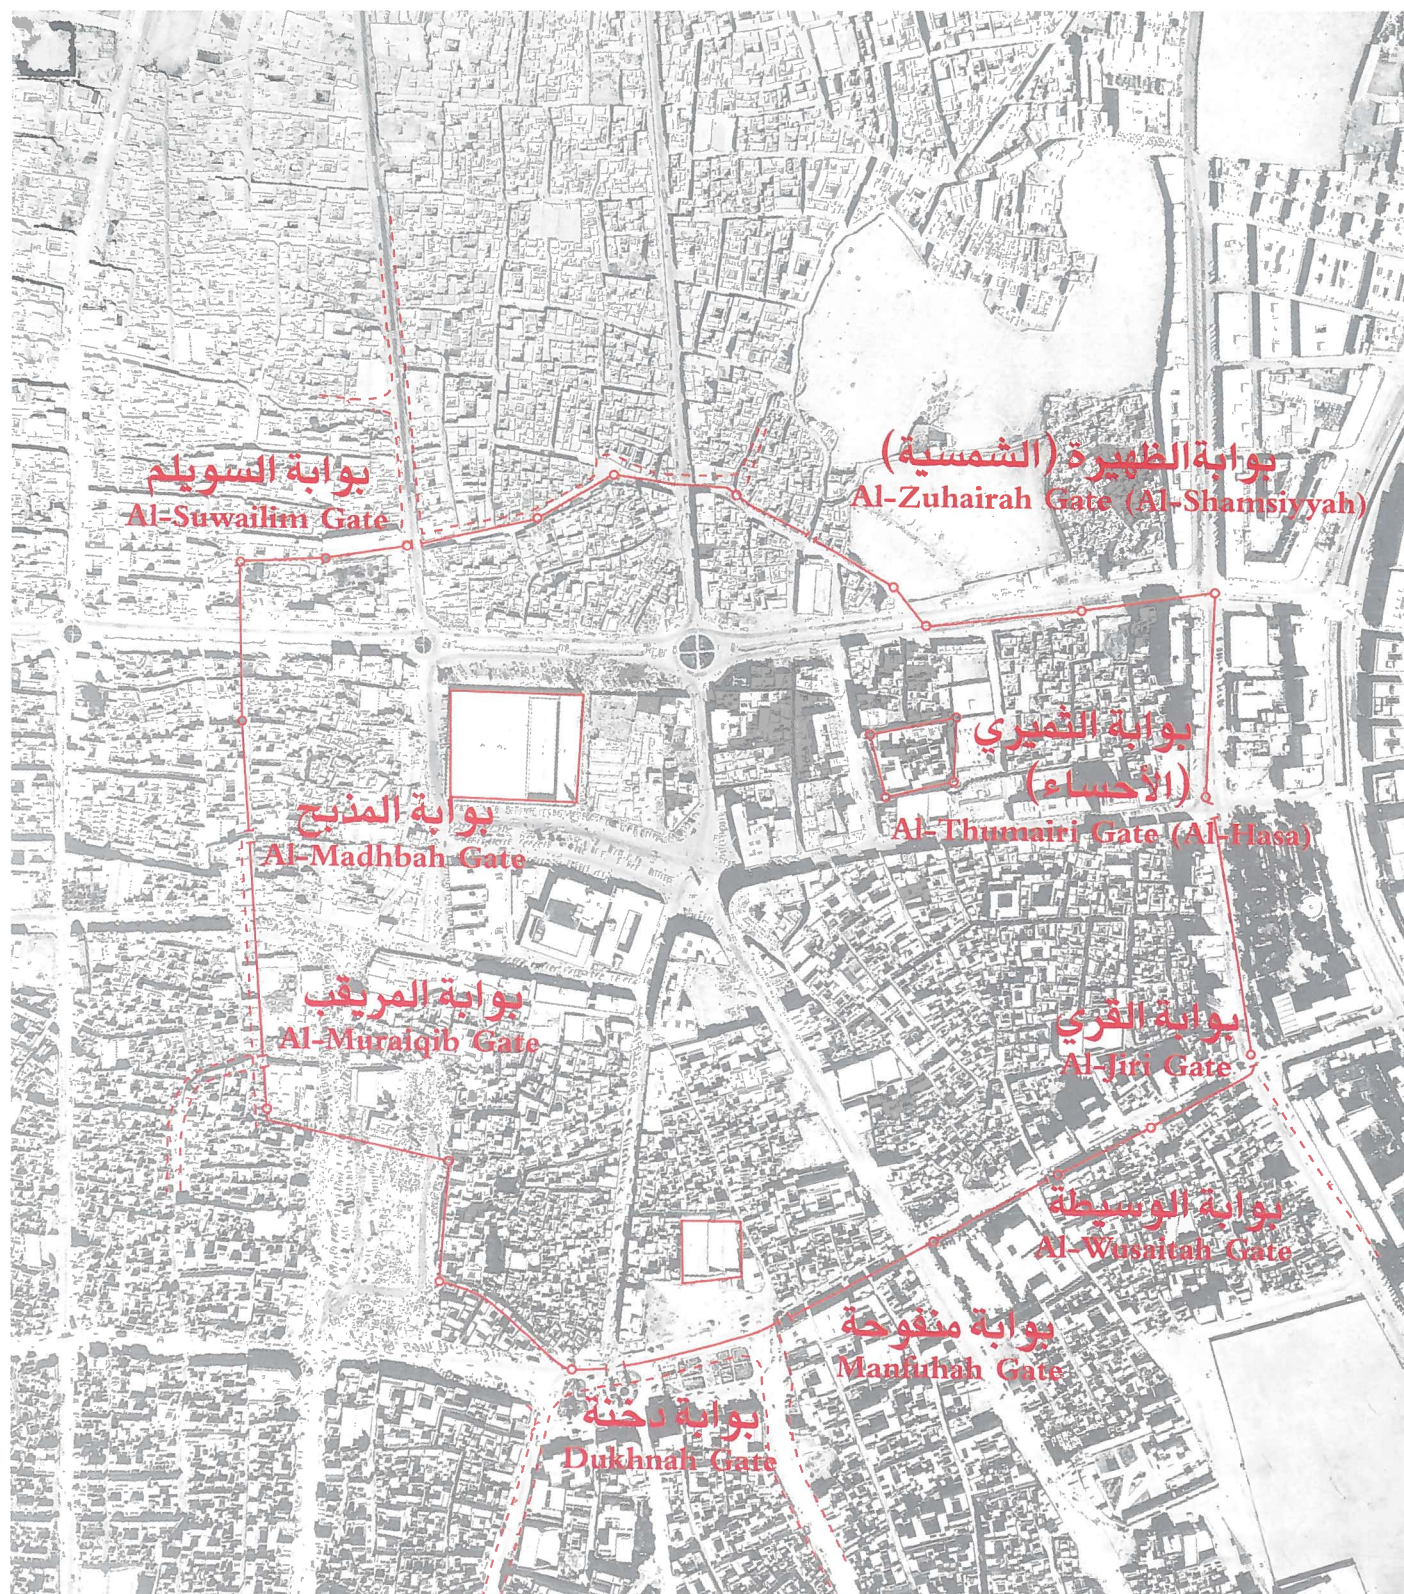 بوابة الظهيرة (الشمسية)
Al-Zuhairah Gate (Al-Shamsiyyah)
بوابة السويلم
Al-Suwailim Gate
بوابة الثميري
(الأحساء)
Al-Thumairi Gate (Al-Hasa)
بوابة المذبح
Al-Madhbah Gate
بوابة المريقب
Al-Muraiqib Gate
بوابة القري
Al-Jiri Gate
بوابة الوسيطة
Al-Wusaitah Gate
بوابة منفوحة
Manfuhah Gate
بوابة دخنة
Dukhnah Gate